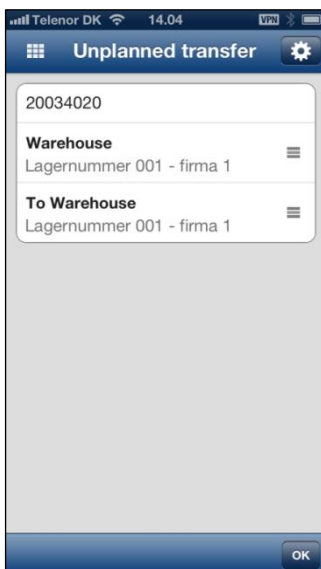 Telenor DK 14.04 VPN
Unplanned transfer
20034020
Warehouse
Lagernummer 001 - firma 1
To Warehouse
Lagernummer 001 - firma 1
OK